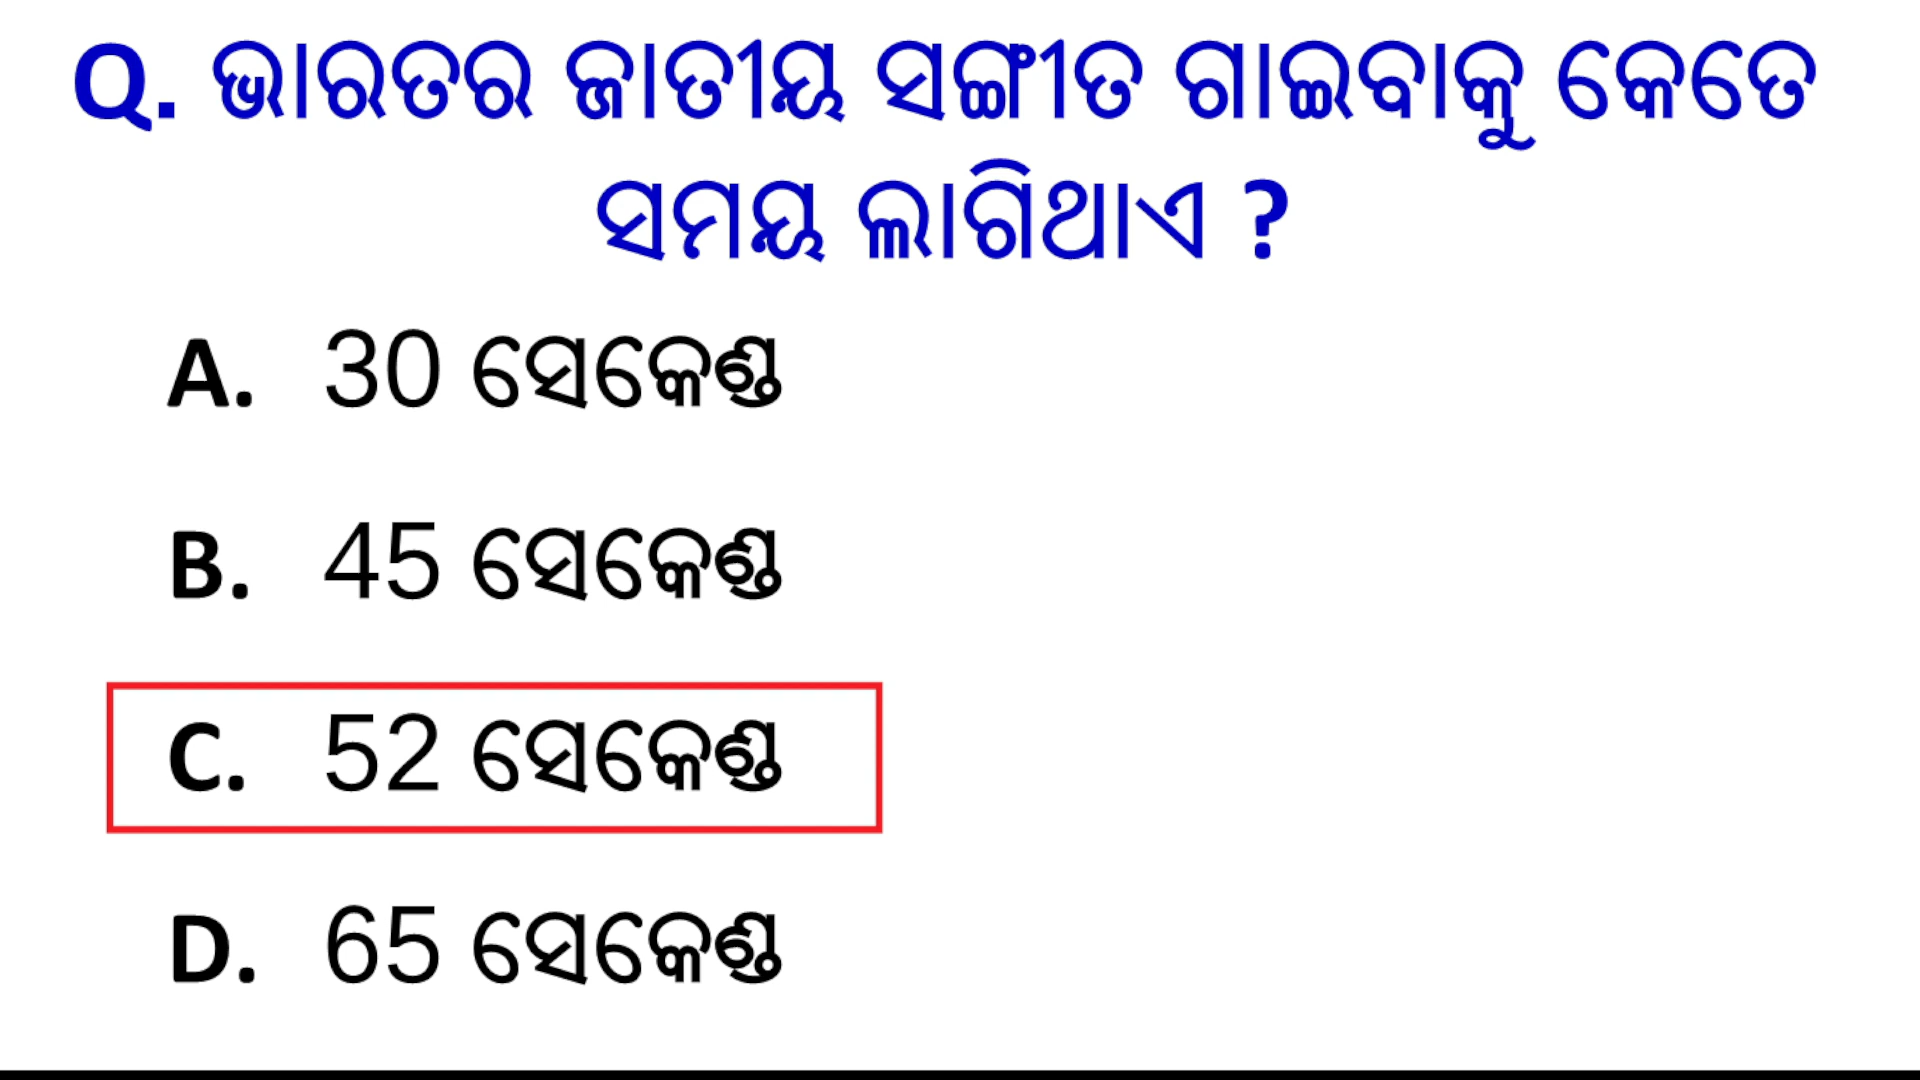 Q. ଭାରତର ଜାତୀୟ ସଙ୍ଗୀତ ଗାଇବାକୁ କେତେ
ସମୟ ଲାଗିଥାଏ ?
A. 30 ସେକେଣ୍ଡ
B. 45 ସେକେଣ୍ଡ
C. 52 ସେକେଣ୍ଡ
D. 65 ସେକେଣ୍ଡ